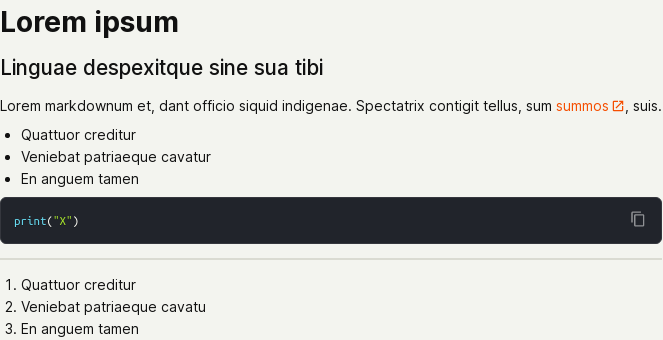 Lorem ipsum
Linguae despexitque sine sua tibi
Lorem markdownum et, dant officio siquid indigenae. Spectatrix contigit tellus, sum summos, suis.
• Quattuor creditur
• Veniebat patriaeque cavatur
• En anguem tamen
print("X")
1. Quattuor creditur
2. Veniebat patriaeque cavatu
3. En anguem tamen